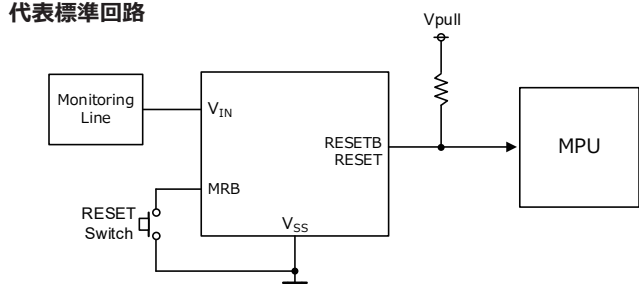 代表標準回路
Vpull
Monitoring
Line
VIN
RESETB
RESET
MPU
MRB
RESET
Switch
VSS